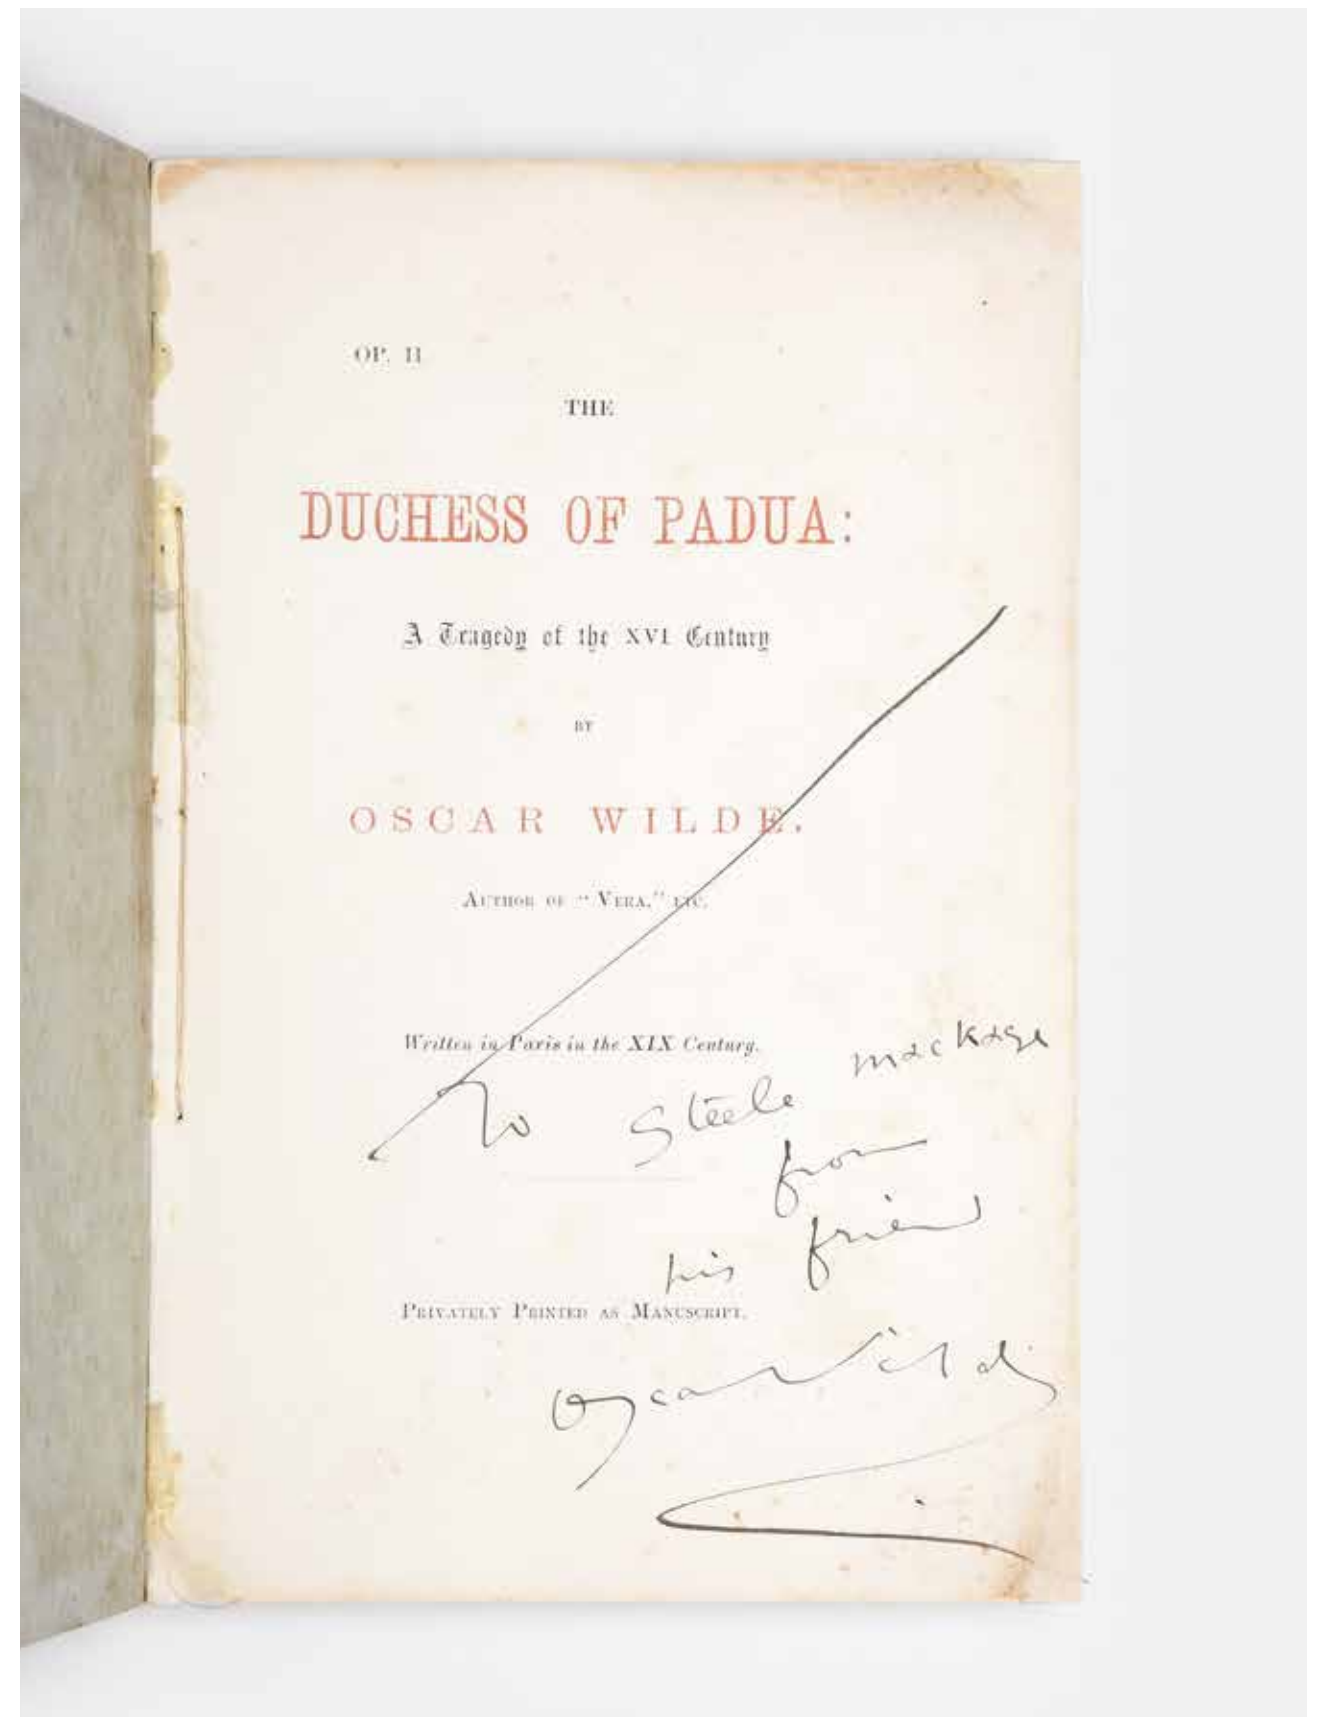 OP. II
THE
DUCHESS OF PADUA:
A Tragedy of the XVI Century
BY
OSCAR WILDE.
AUTHOR OF "VERA," ETC.
Written in Paris in the XIX Century.
To Steele Mackaye
from
his friend
PRIVATELY PRINTED AS MANUSCRIPT.
Oscar Wilde